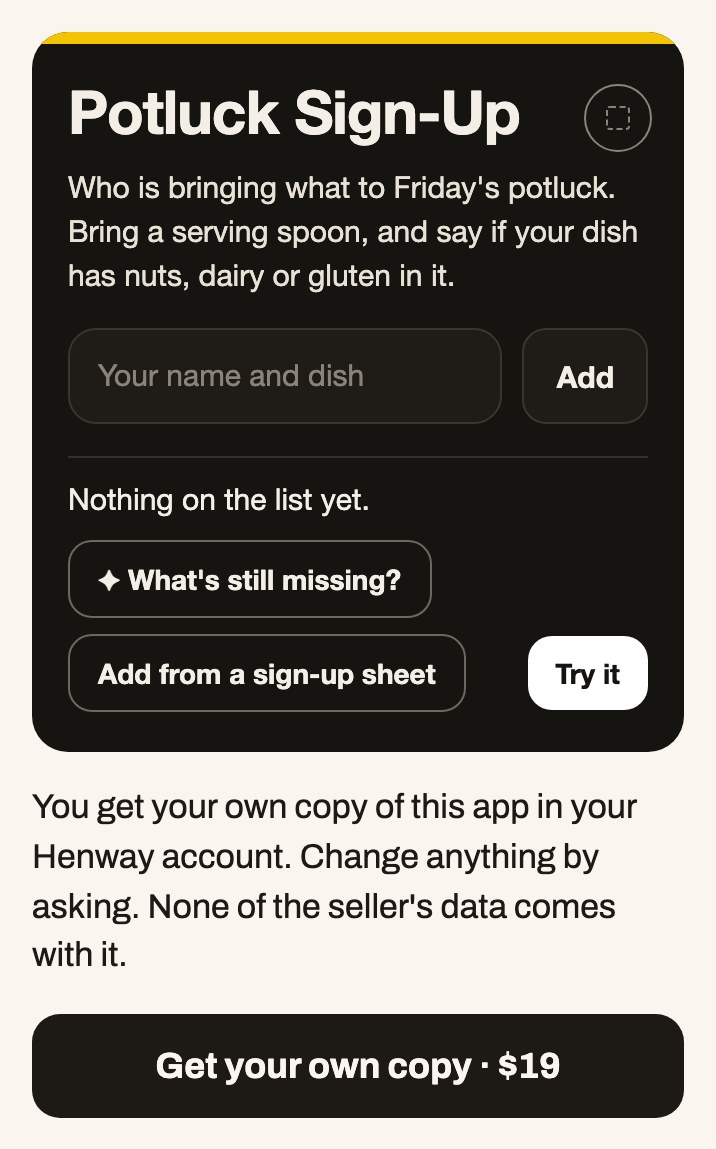 Potluck Sign-Up
Who is bringing what to Friday's potluck.
Bring a serving spoon, and say if your dish
has nuts, dairy or gluten in it.
Your name and dish
Add
Nothing on the list yet.
✦ What's still missing?
Add from a sign-up sheet
Try it
You get your own copy of this app in your
Henway account. Change anything by
asking. None of the seller's data comes
with it.
Get your own copy · $19